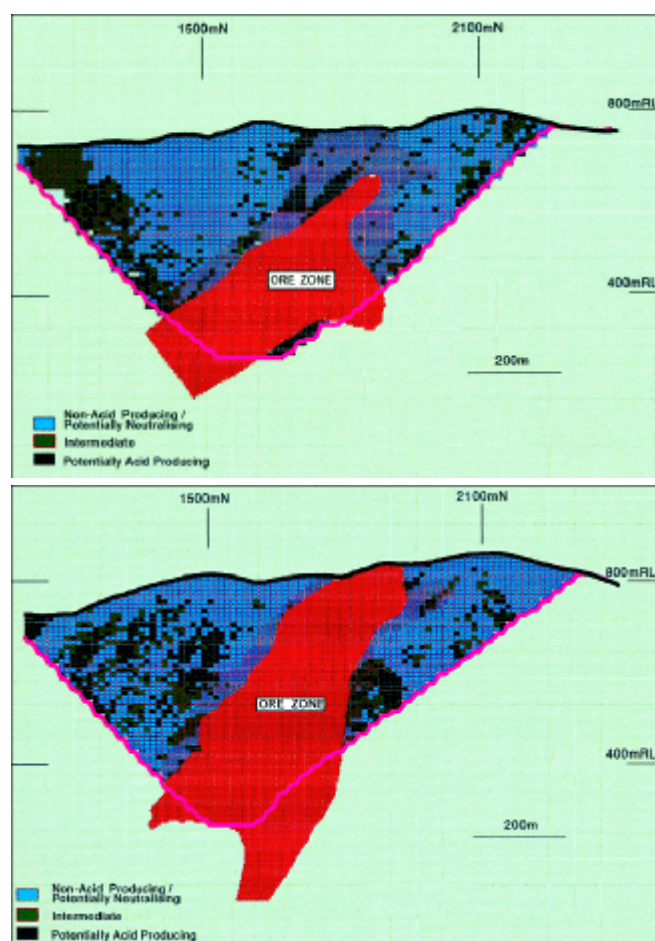 1500mN
2100mN
800mRL
ORE ZONE
400mRL
200m
Non-Acid Producing /
Potentially Neutralising
Intermediate
Potentially Acid Producing
1500mN
2100mN
800mRL
ORE ZONE
400mRL
200m
Non-Acid Producing /
Potentially Neutralising
Intermediate
Potentially Acid Producing